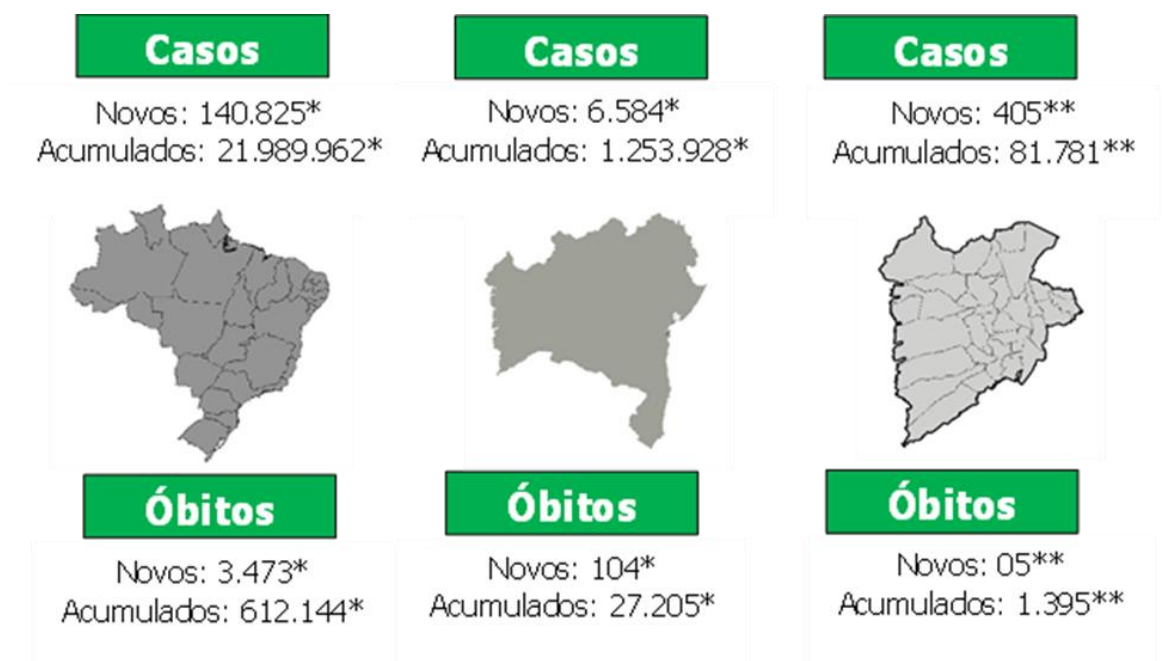 Casos
Novos: 140.825*
Acumulados: 21.989.962*
Óbitos
Novos: 3.473*
Acumulados: 612.144*
Casos
Novos: 6.584*
Acumulados: 1.253.928*
Óbitos
Novos: 104*
Acumulados: 27.205*
Casos
Novos: 405**
Acumulados: 81.781**
Óbitos
Novos: 05**
Acumulados: 1.395**